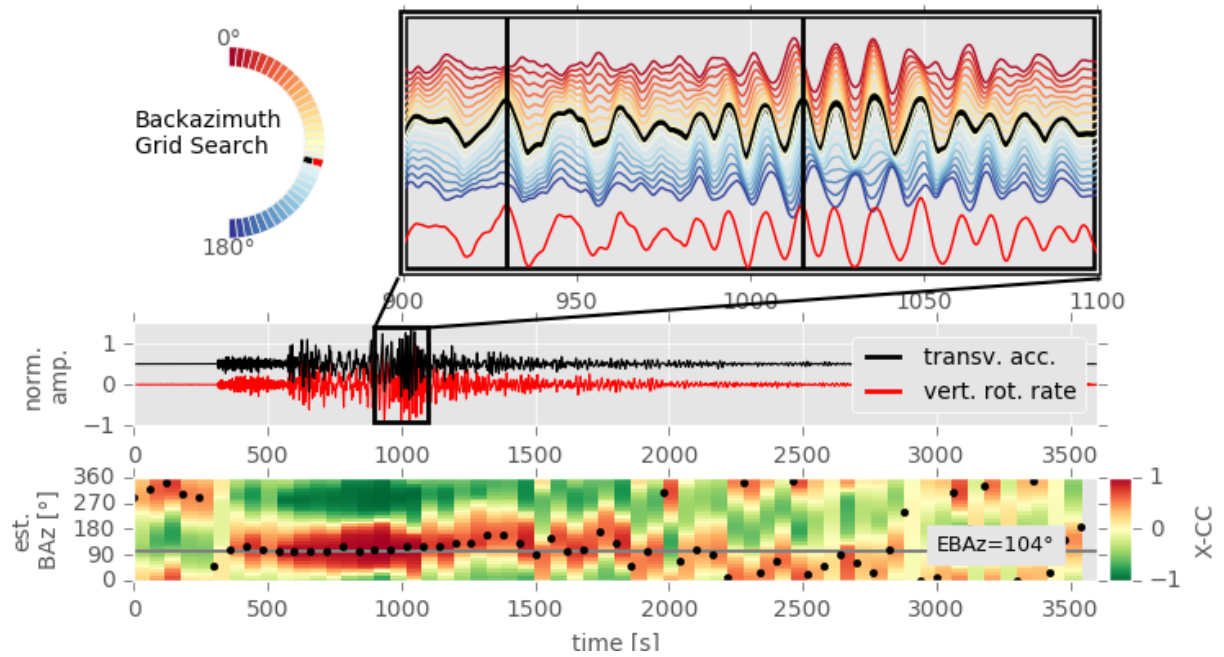 0°
Backazimuth
Grid Search
180°
900 950 1000 1050 1100
norm.
amp.
1
0
−1
transv. acc.
vert. rot. rate
0 500 1000 1500 2000 2500 3000 3500
est.
BAz [°]
360
270
180
90
0
EBAz=104°
1
0
−1
X-CC
0 500 1000 1500 2000 2500 3000 3500
time [s]